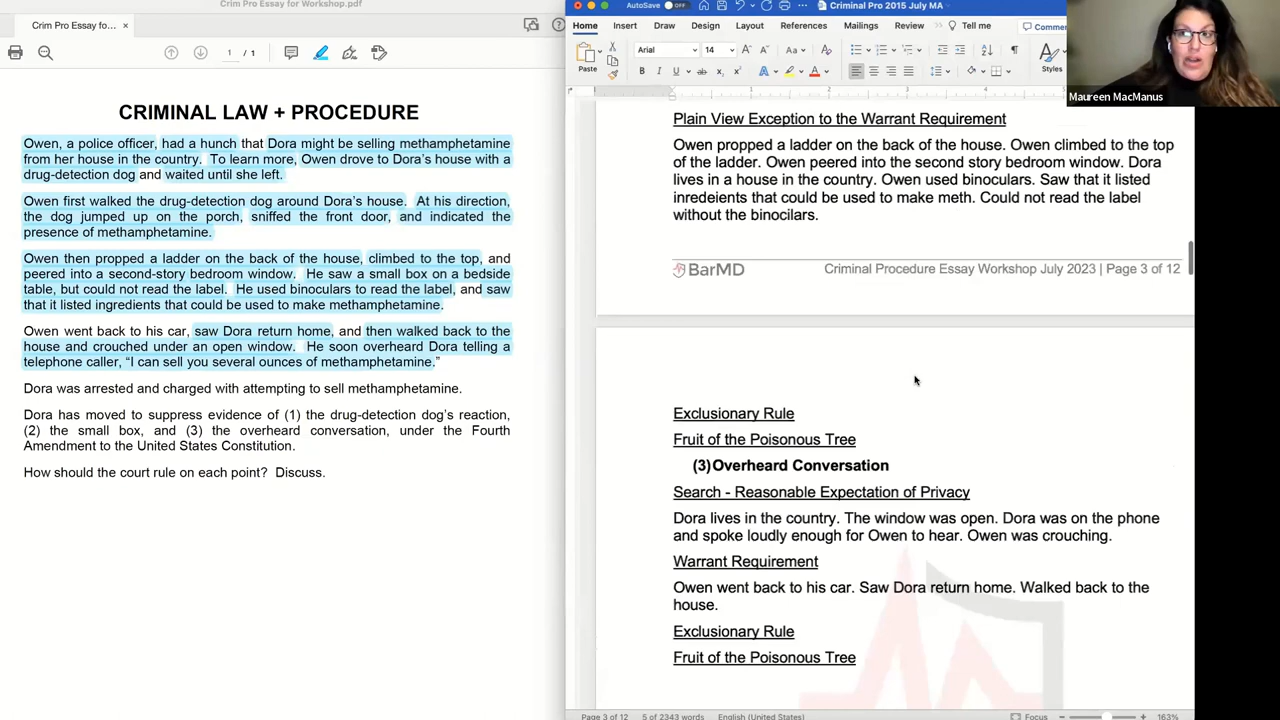 Crim Pro Essay for Workshop.pdf
Crim Pro Essay fo... ×
1 / 1
CRIMINAL LAW + PROCEDURE
Owen, a police officer, had a hunch that Dora might be selling methamphetamine
from her house in the country. To learn more, Owen drove to Dora's house with a
drug-detection dog and waited until she left.
Owen first walked the drug-detection dog around Dora's house. At his direction,
the dog jumped up on the porch, sniffed the front door, and indicated the
presence of methamphetamine.
Owen then propped a ladder on the back of the house, climbed to the top, and
peered into a second-story bedroom window. He saw a small box on a bedside
table, but could not read the label. He used binoculars to read the label, and saw
that it listed ingredients that could be used to make methamphetamine.
Owen went back to his car, saw Dora return home, and then walked back to the
house and crouched under an open window. He soon overheard Dora telling a
telephone caller, "I can sell you several ounces of methamphetamine."
Dora was arrested and charged with attempting to sell methamphetamine.
Dora has moved to suppress evidence of (1) the drug-detection dog's reaction,
(2) the small box, and (3) the overheard conversation, under the Fourth
Amendment to the United States Constitution.
How should the court rule on each point? Discuss.
AutoSave OFF
Criminal Pro 2015 July MA
Home Insert Draw Design Layout References Mailings Review Tell me Comme
Paste
Arial 14
Styles
Plain View Exception to the Warrant Requirement
Owen propped a ladder on the back of the house. Owen climbed to the top
of the ladder. Owen peered into the second story bedroom window. Dora
lives in a house in the country. Owen used binoculars. Saw that it listed
inredeients that could be used to make meth. Could not read the label
without the binocilars.
BarMD
Criminal Procedure Essay Workshop July 2023 | Page 3 of 12
Exclusionary Rule
Fruit of the Poisonous Tree
(3)Overheard Conversation
Search - Reasonable Expectation of Privacy
Dora lives in the country. The window was open. Dora was on the phone
and spoke loudly enough for Owen to hear. Owen was crouching.
Warrant Requirement
Owen went back to his car. Saw Dora return home. Walked back to the
house.
Exclusionary Rule
Fruit of the Poisonous Tree
Page 3 of 12 5 of 2343 words English (United States) Focus 163%
Maureen MacManus